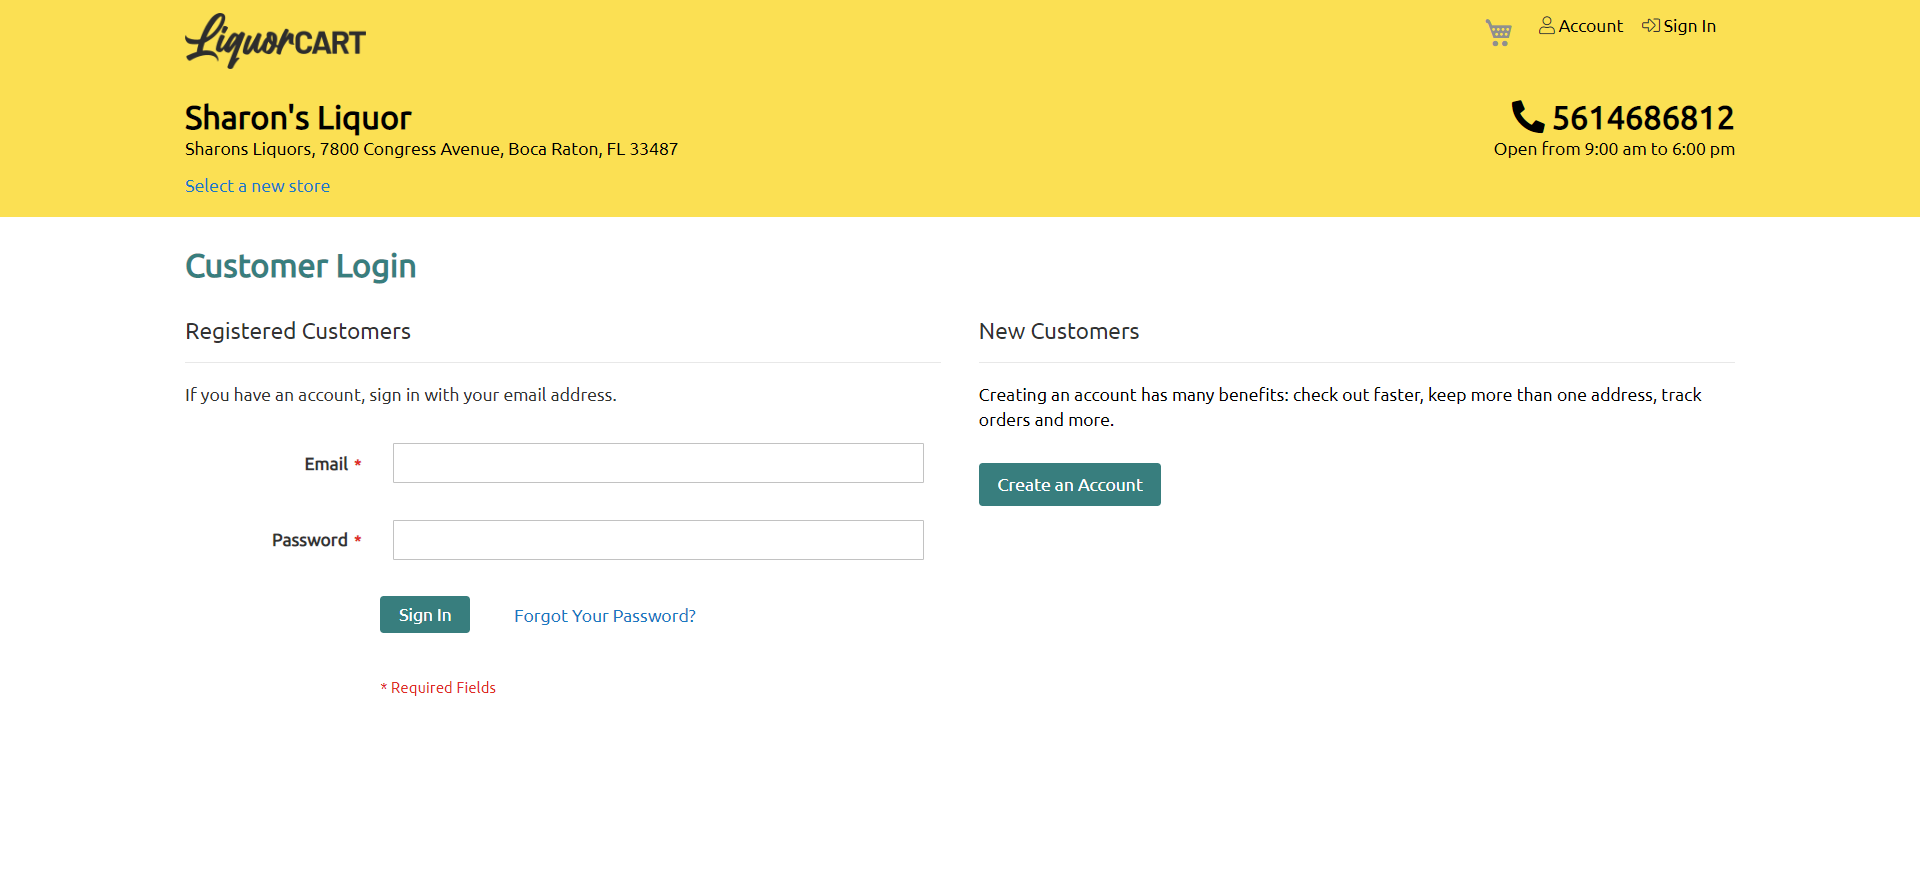 LiquorCART
Account
Sign In
Sharon's Liquor
Sharons Liquors, 7800 Congress Avenue, Boca Raton, FL 33487
Select a new store
5614686812
Open from 9:00 am to 6:00 pm
Customer Login
Registered Customers
If you have an account, sign in with your email address.
Email *
Password *
Sign In
Forgot Your Password?
* Required Fields
New Customers
Creating an account has many benefits: check out faster, keep more than one address, track
orders and more.
Create an Account